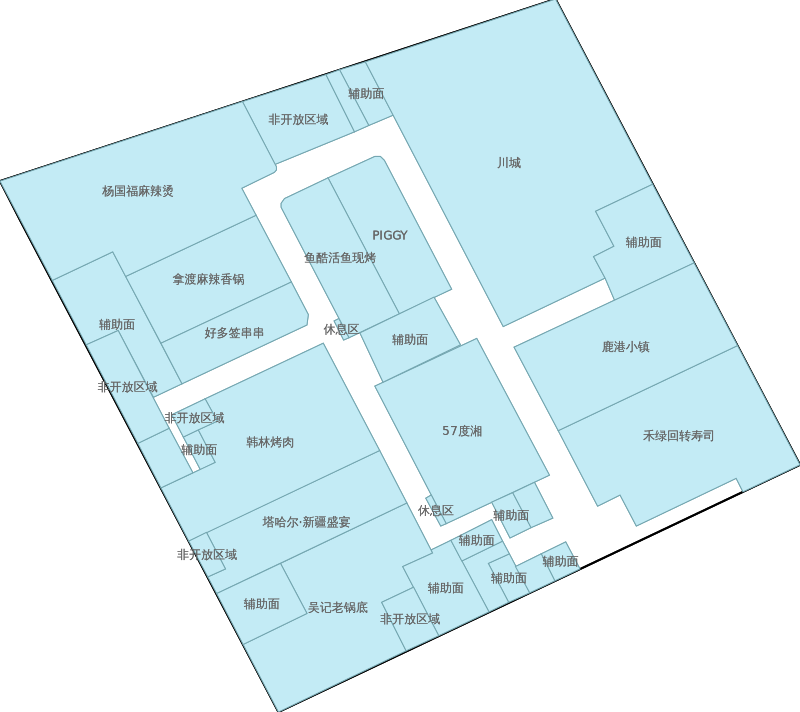 辅助面
非开放区域
川城
杨国福麻辣烫
PIGGY
辅助面
鱼酷活鱼现烤
拿渡麻辣香锅
辅助面
休息区
好多签串串
辅助面
鹿港小镇
非开放区域
非开放区域
57度湘
禾绿回转寿司
韩林烤肉
辅助面
休息区
辅助面
塔哈尔·新疆盛宴
辅助面
非开放区域
辅助面
辅助面
辅助面
辅助面
吴记老锅底
非开放区域